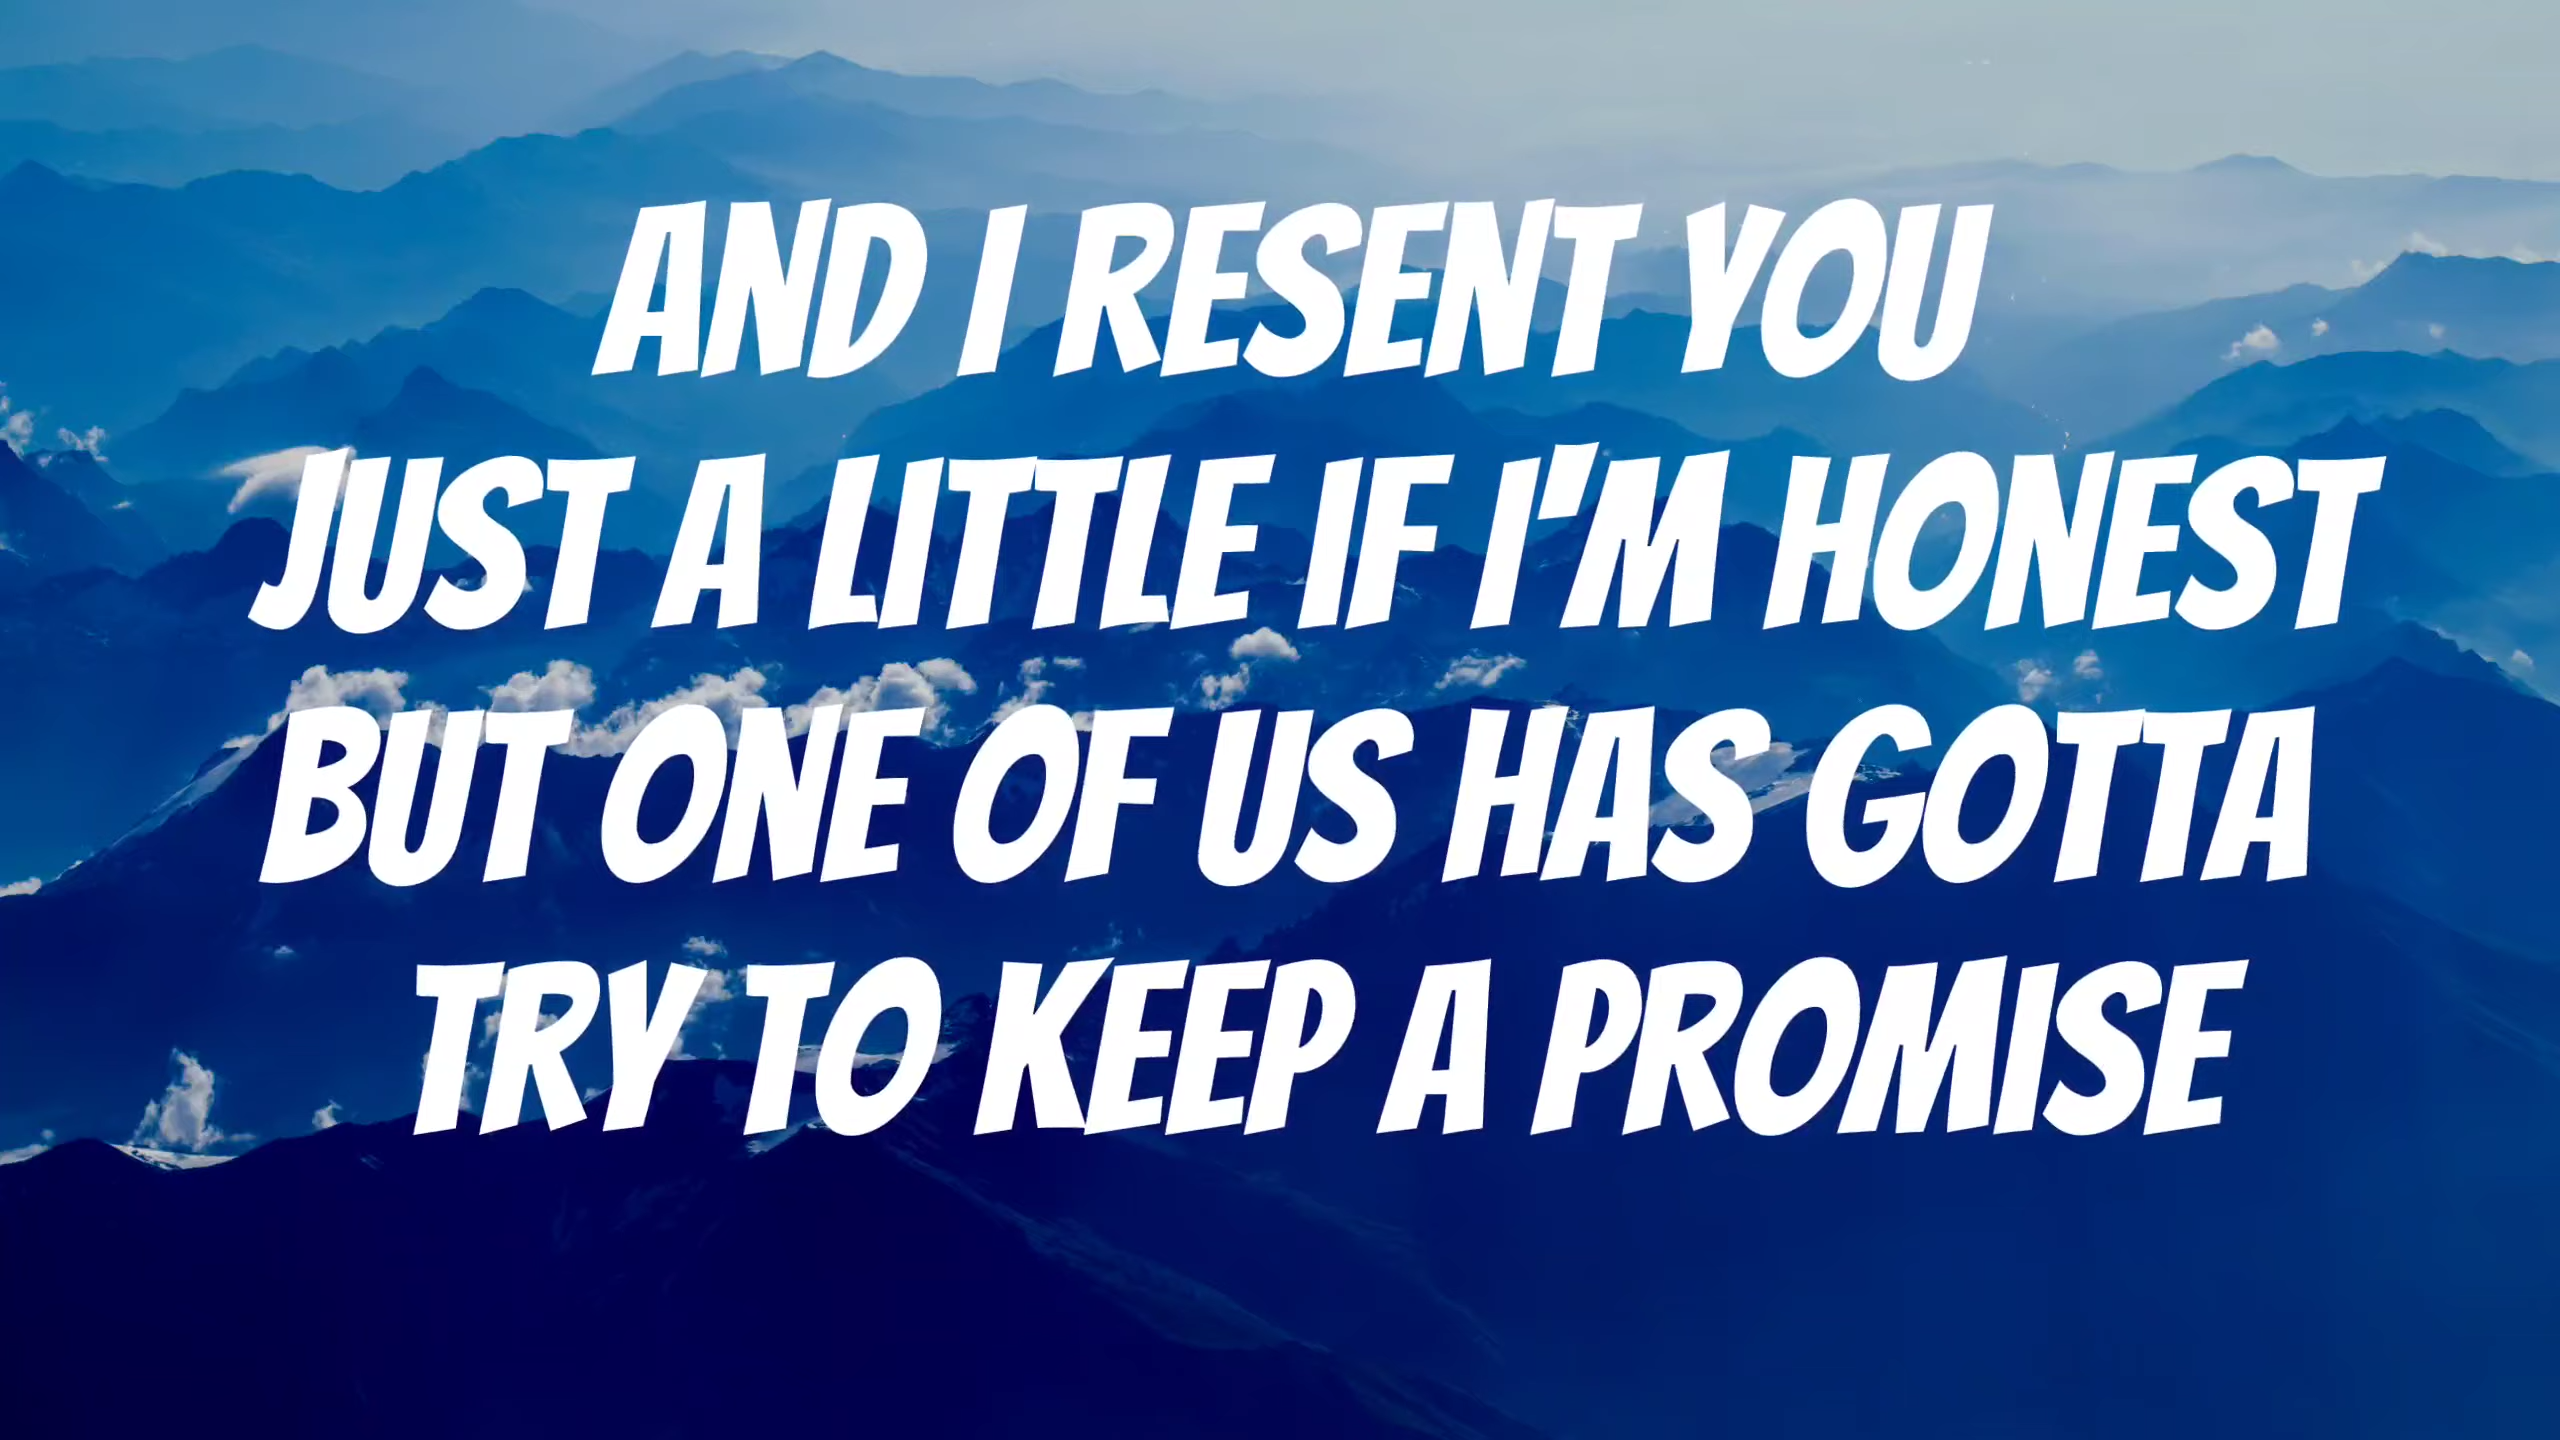 AND I RESENT YOU
JUST A LITTLE IF I'M HONEST
BUT ONE OF US HAS GOTTA
TRY TO KEEP A PROMISE